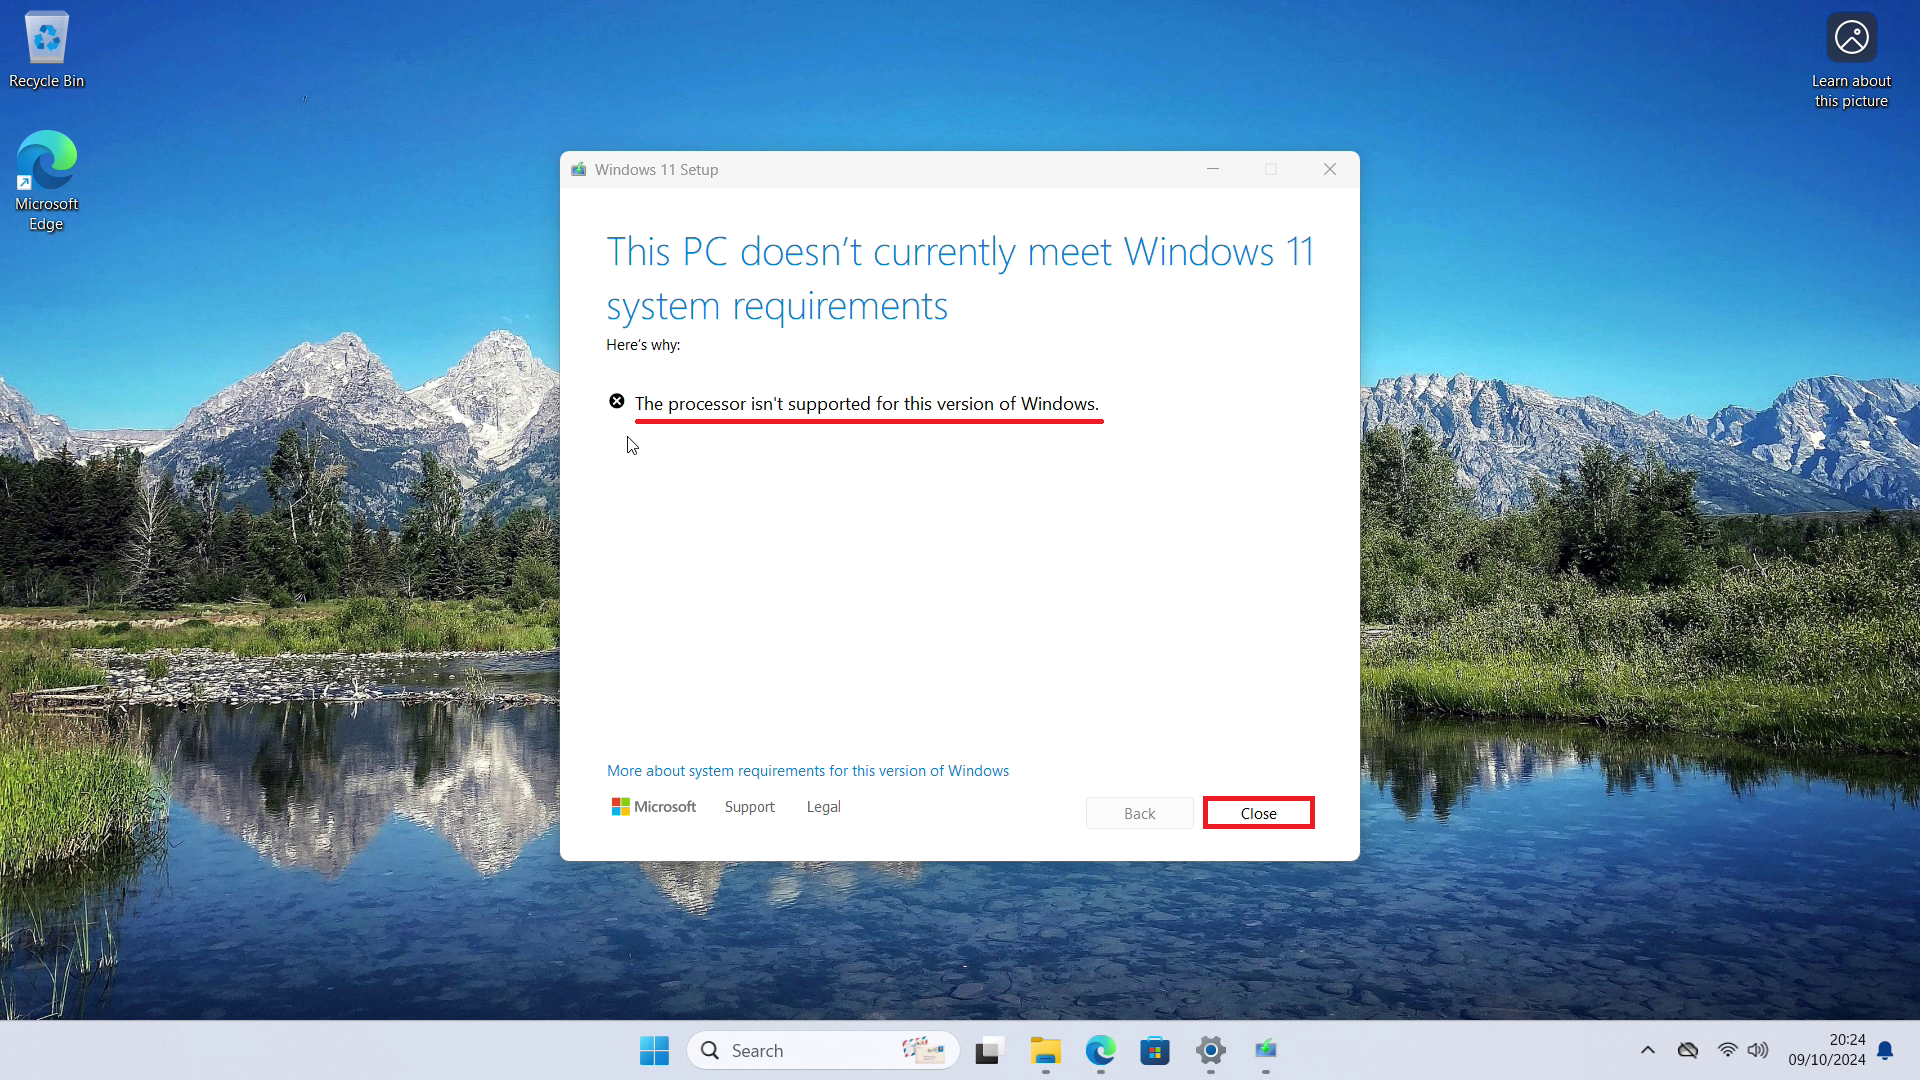 Recycle Bin
Microsoft
Edge
Learn about
this picture
Windows 11 Setup
This PC doesn’t currently meet Windows 11
system requirements
Here’s why:
The processor isn't supported for this version of Windows.
More about system requirements for this version of Windows
Microsoft
Support
Legal
Back
Close
Search
20:24
09/10/2024